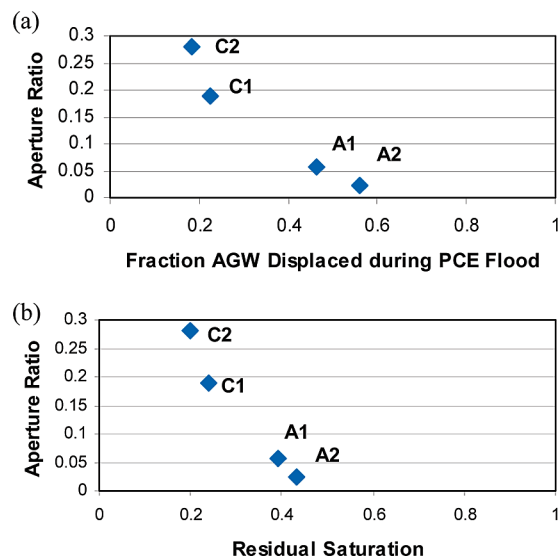 (a)
0.3
0.25
0.2
0.15
0.1
0.05
0
Aperture Ratio
C2
C1
A1
A2
0 0.2 0.4 0.6 0.8 1
Fraction AGW Displaced during PCE Flood
(b)
0.3
0.25
0.2
0.15
0.1
0.05
0
Aperture Ratio
C2
C1
A1
A2
0 0.2 0.4 0.6 0.8 1
Residual Saturation